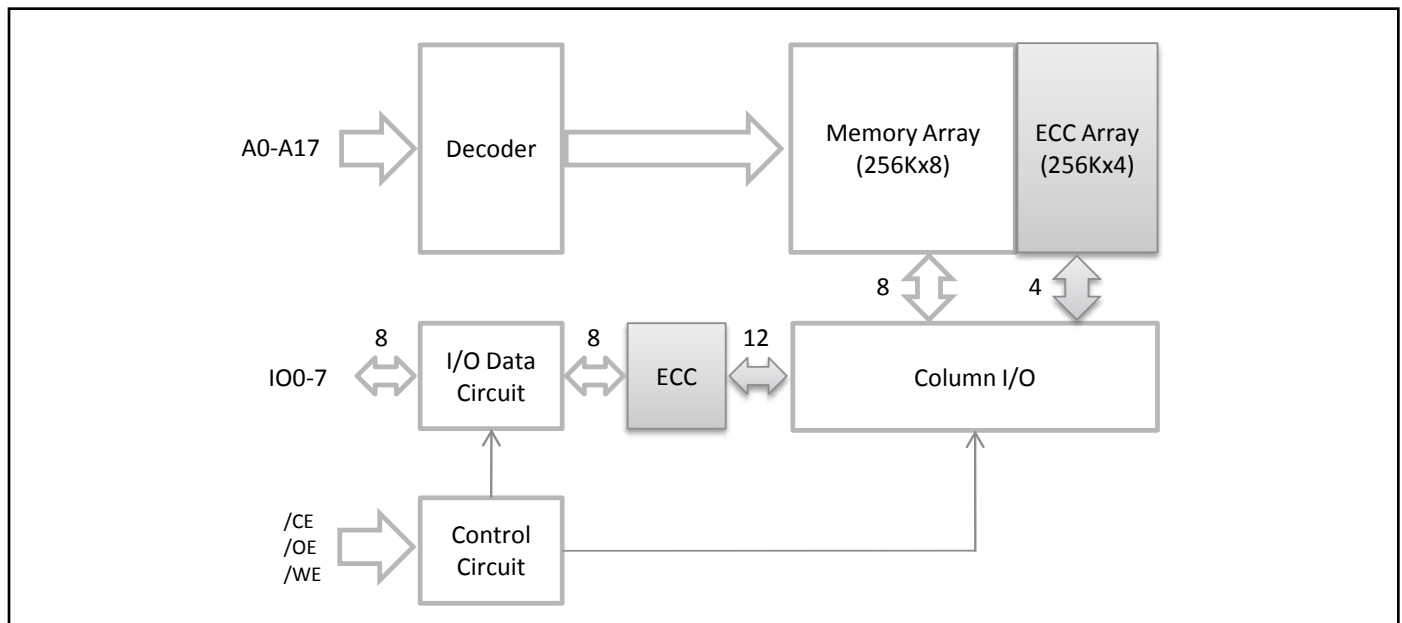 A0-A17
Decoder
Memory Array
(256Kx8)
ECC Array
(256Kx4)
8
4
IO0-7
8
I/O Data
Circuit
8
ECC
12
Column I/O
/CE
/OE
/WE
Control
Circuit